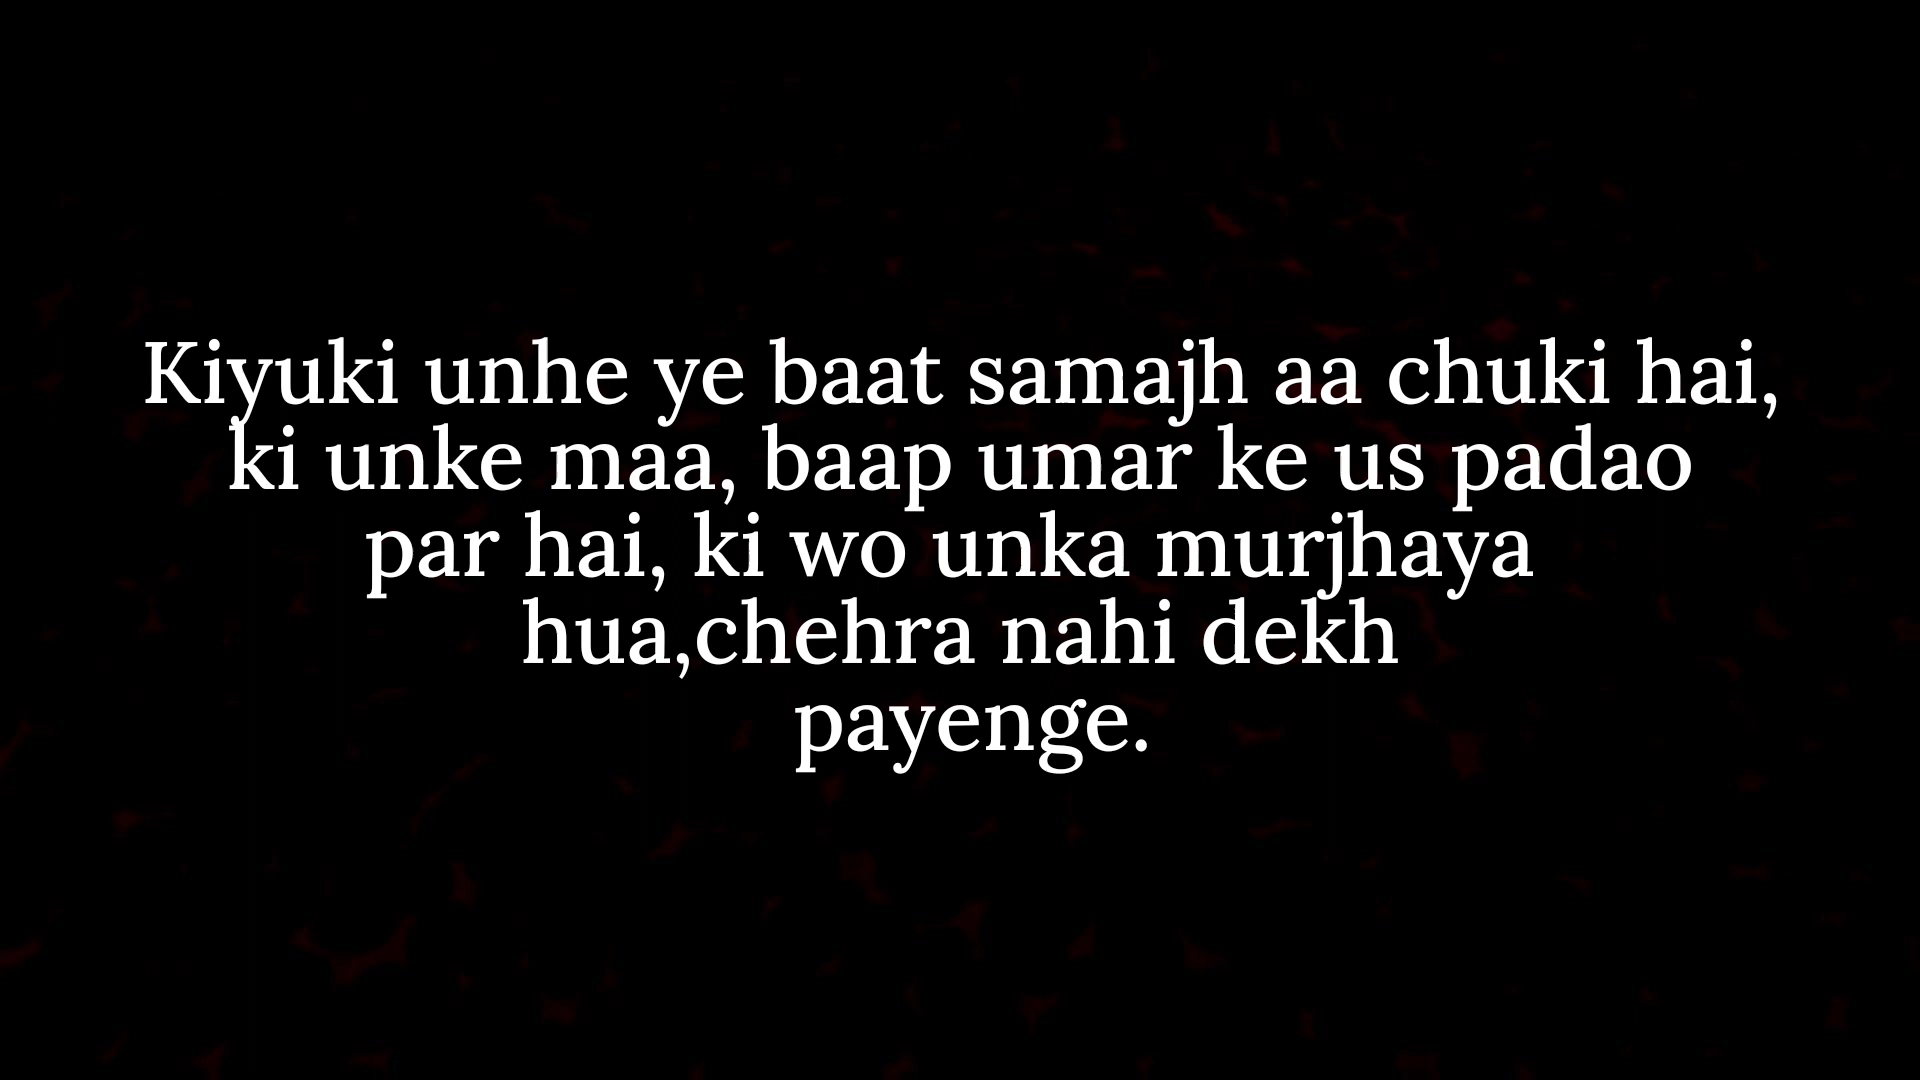 Kiyuki unhe ye baat samajh aa chuki hai,
ki unke maa, baap umar ke us padao
par hai, ki wo unka murjhaya
hua,chehra nahi dekh
payenge.